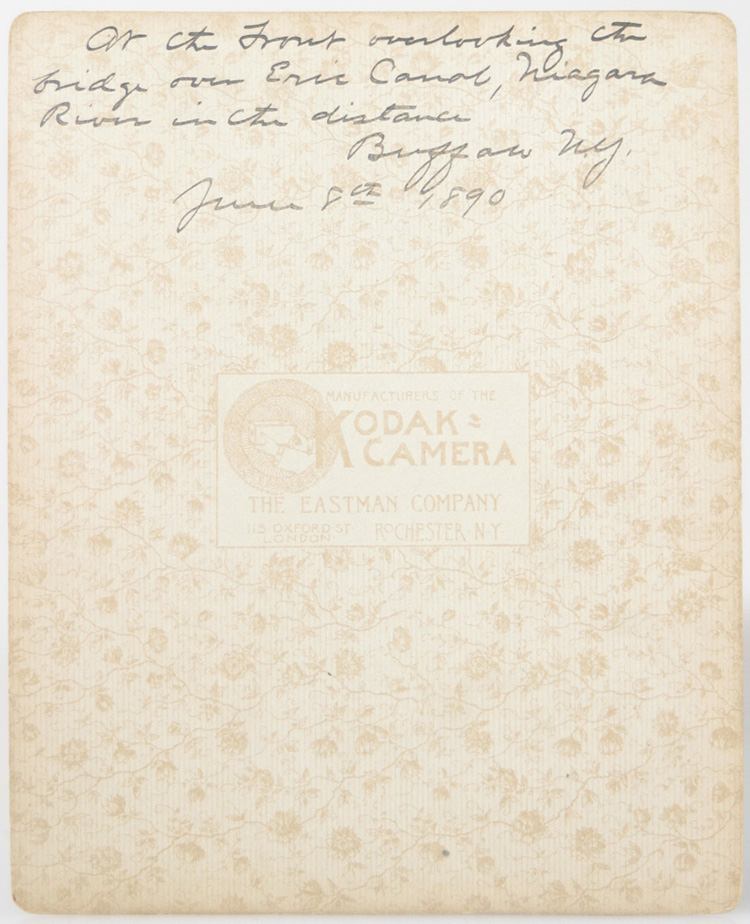 At the Front overlooking the
bridge over Erie Canal, Niagara
River in the distance
Buffalo N.Y.
June 8th 1890
MANUFACTURERS OF THE
KODAK
CAMERA
THE EASTMAN COMPANY
115 OXFORD ST ROCHESTER N.Y
LONDON